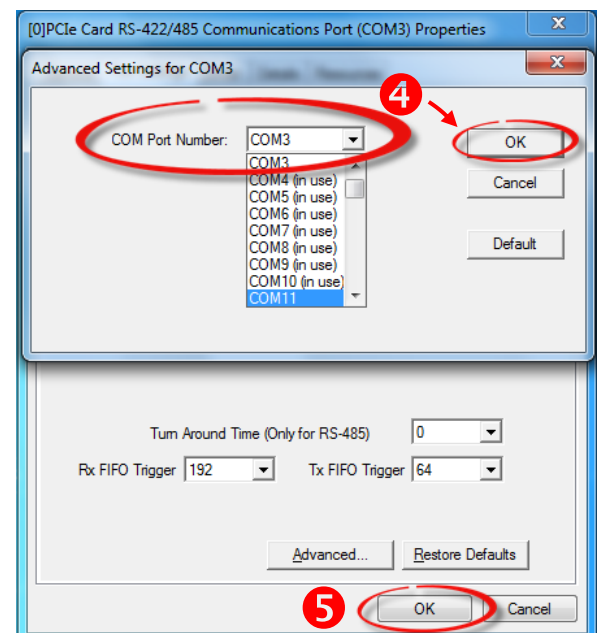 [0]PCIe Card RS-422/485 Communications Port (COM3) Properties
Advanced Settings for COM3
4
COM Port Number: COM3 OK
COM3
COM4 (in use) Cancel
COM5 (in use)
COM6 (in use)
COM7 (in use)
COM8 (in use) Default
COM9 (in use)
COM10 (in use)
COM11
Turn Around Time (Only for RS-485) 0
Rx FIFO Trigger 192 Tx FIFO Trigger 64
Advanced... Restore Defaults
5 OK Cancel